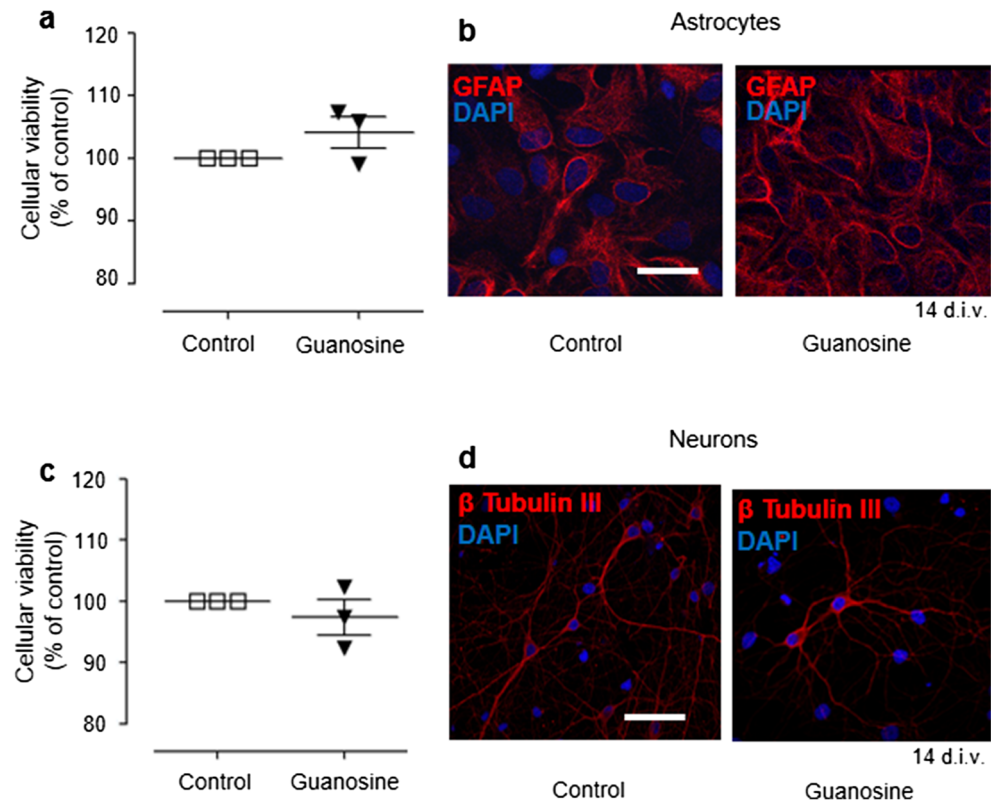 a
120
110
100
90
80
Cellular viability
(% of control)
Control
Guanosine
b
Astrocytes
GFAP
DAPI
GFAP
DAPI
14 d.i.v.
Control
Guanosine
c
120
110
100
90
80
Cellular viability
(% of control)
Control
Guanosine
d
Neurons
β Tubulin III
DAPI
β Tubulin III
DAPI
14 d.i.v.
Control
Guanosine